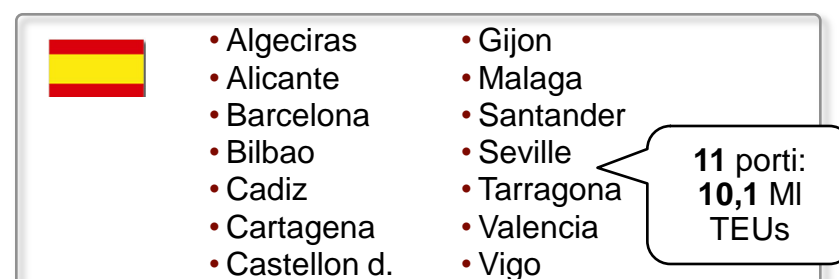 • Algeciras
• Alicante
• Barcelona
• Bilbao
• Cadiz
• Cartagena
• Castellon d.
• Gijon
• Malaga
• Santander
• Seville
• Tarragona
• Valencia
• Vigo
11 porti:
10,1 Ml
TEUs